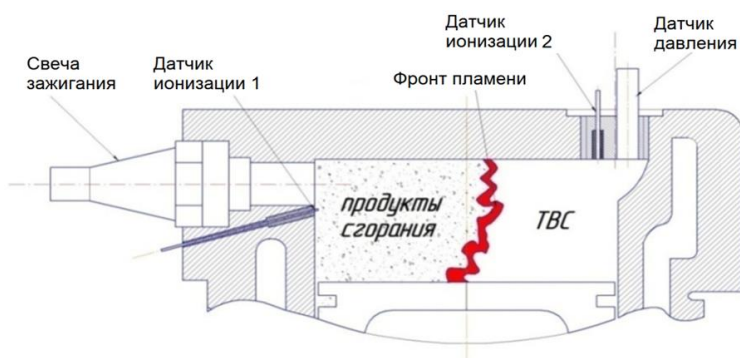 Датчик
ионизации 2
Датчик
давления
Свеча
зажигания
Датчик
ионизации 1
Фронт пламени
продукты
сгорания
ТВС